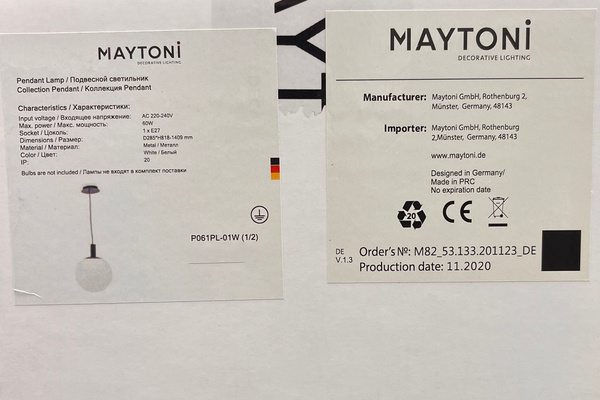 MAYTONi
DECORATIVE LIGHTING
Pendant Lamp / Подвесной светильник
Collection Pendant / Коллекция Pendant
Characteristics / Характеристики:
Input voltage / Входящее напряжение: AC 220-240V
Max. power / Макс. мощность: 60W
Socket / Цоколь: 1 x E27
Dimensions / Размер: D285*H818-1409 mm
Material / Материал: Metal / Металл
Color / Цвет: White / Белый
IP: 20
Bulbs are not included / Лампы не входят в комплект поставки
P061PL-01W (1/2)
AYT
MAYTONi
DECORATIVE LIGHTING
Manufacturer: Maytoni GmbH, Rothenburg 2,
Münster, Germany, 48143
Importer: Maytoni GmbH, Rothenburg
2,Münster, Germany, 48143
www.maytoni.de
Designed in Germany/
Made in PRC
No expiration date
20
CE
DE
V.1.3
Order's №: M82_53.133.201123_DE
Production date: 11.2020